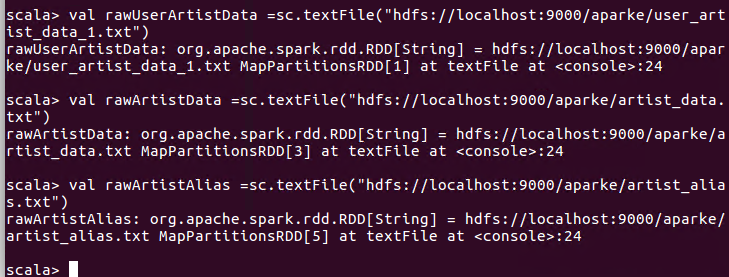 scala> val rawUserArtistData =sc.textFile("hdfs://localhost:9000/aparke/user_art
ist_data_1.txt")
rawUserArtistData: org.apache.spark.rdd.RDD[String] = hdfs://localhost:9000/apar
ke/user_artist_data_1.txt MapPartitionsRDD[1] at textFile at <console>:24
scala> val rawArtistData =sc.textFile("hdfs://localhost:9000/aparke/artist_data.
txt")
rawArtistData: org.apache.spark.rdd.RDD[String] = hdfs://localhost:9000/aparke/a
rtist_data.txt MapPartitionsRDD[3] at textFile at <console>:24
scala> val rawArtistAlias =sc.textFile("hdfs://localhost:9000/aparke/artist_alia
s.txt")
rawArtistAlias: org.apache.spark.rdd.RDD[String] = hdfs://localhost:9000/aparke/
artist_alias.txt MapPartitionsRDD[5] at textFile at <console>:24
scala>